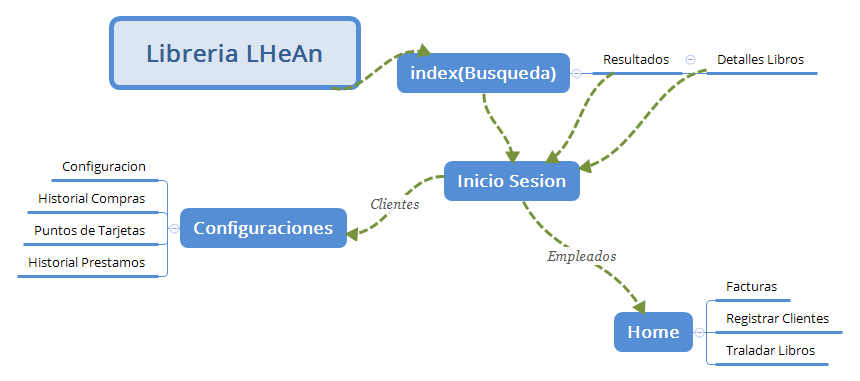 Libreria LHeAn
index(Busqueda)
Resultados
Detalles Libros
Inicio Sesion
Clientes
Configuraciones
Configuracion
Historial Compras
Puntos de Tarjetas
Historial Prestamos
Empleados
Home
Facturas
Registrar Clientes
Traladar Libros